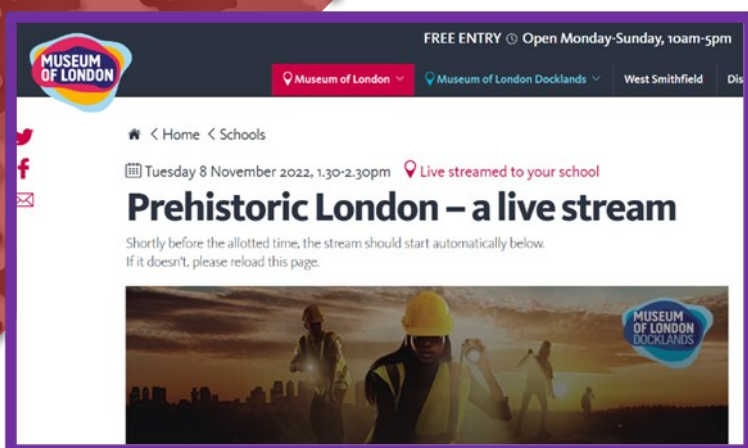 FREE ENTRY Open Monday-Sunday, 10am-5pm
MUSEUM
OF LONDON
Museum of London Museum of London Docklands West Smithfield Dis
< Home < Schools
Tuesday 8 November 2022, 1.30-2.30pm Live streamed to your school
Prehistoric London – a live stream
Shortly before the allotted time, the stream should start automatically below.
If it doesn't, please reload this page.
MUSEUM
OF LONDON
DOCKLANDS